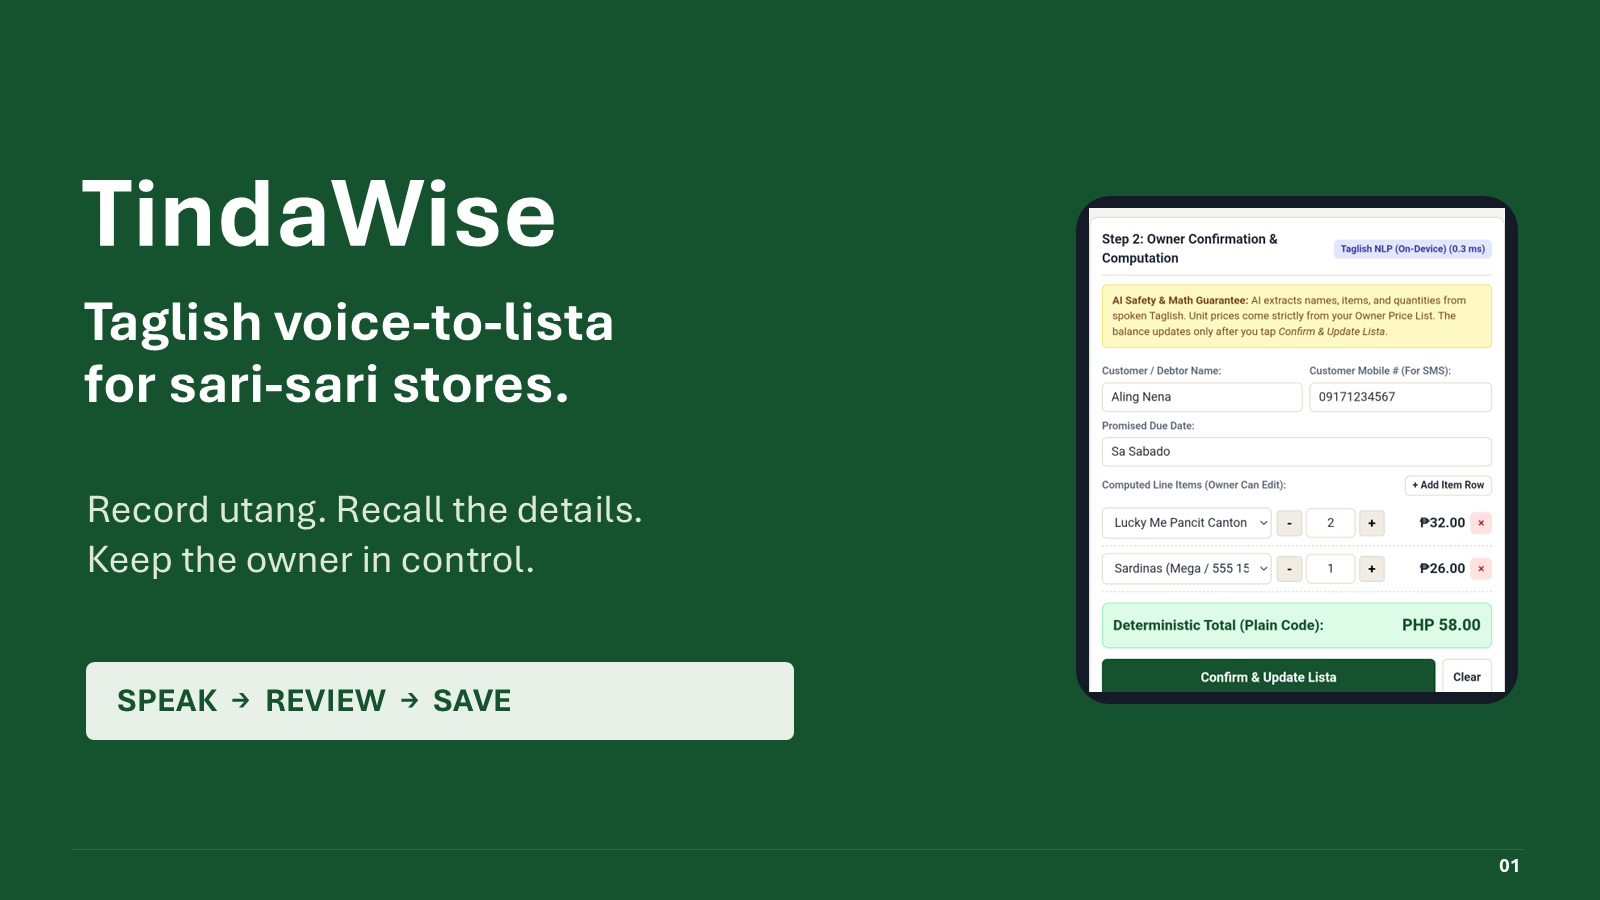 TindaWise
Taglish voice-to-lista
for sari-sari stores.
Record utang. Recall the details.
Keep the owner in control.
SPEAK → REVIEW → SAVE
Step 2: Owner Confirmation &
Computation
Taglish NLP (On-Device) (0.3 ms)
AI Safety & Math Guarantee: AI extracts names, items, and quantities from
spoken Taglish. Unit prices come strictly from your Owner Price List. The
balance updates only after you tap Confirm & Update Lista.
Customer / Debtor Name:
Customer Mobile # (For SMS):
Aling Nena
09171234567
Promised Due Date:
Sa Sabado
Computed Line Items (Owner Can Edit):
+ Add Item Row
Lucky Me Pancit Canton - 2 + ₱32.00 ×
Sardinas (Mega / 555 15 - 1 + ₱26.00 ×
Deterministic Total (Plain Code): PHP 58.00
Confirm & Update Lista
Clear
01